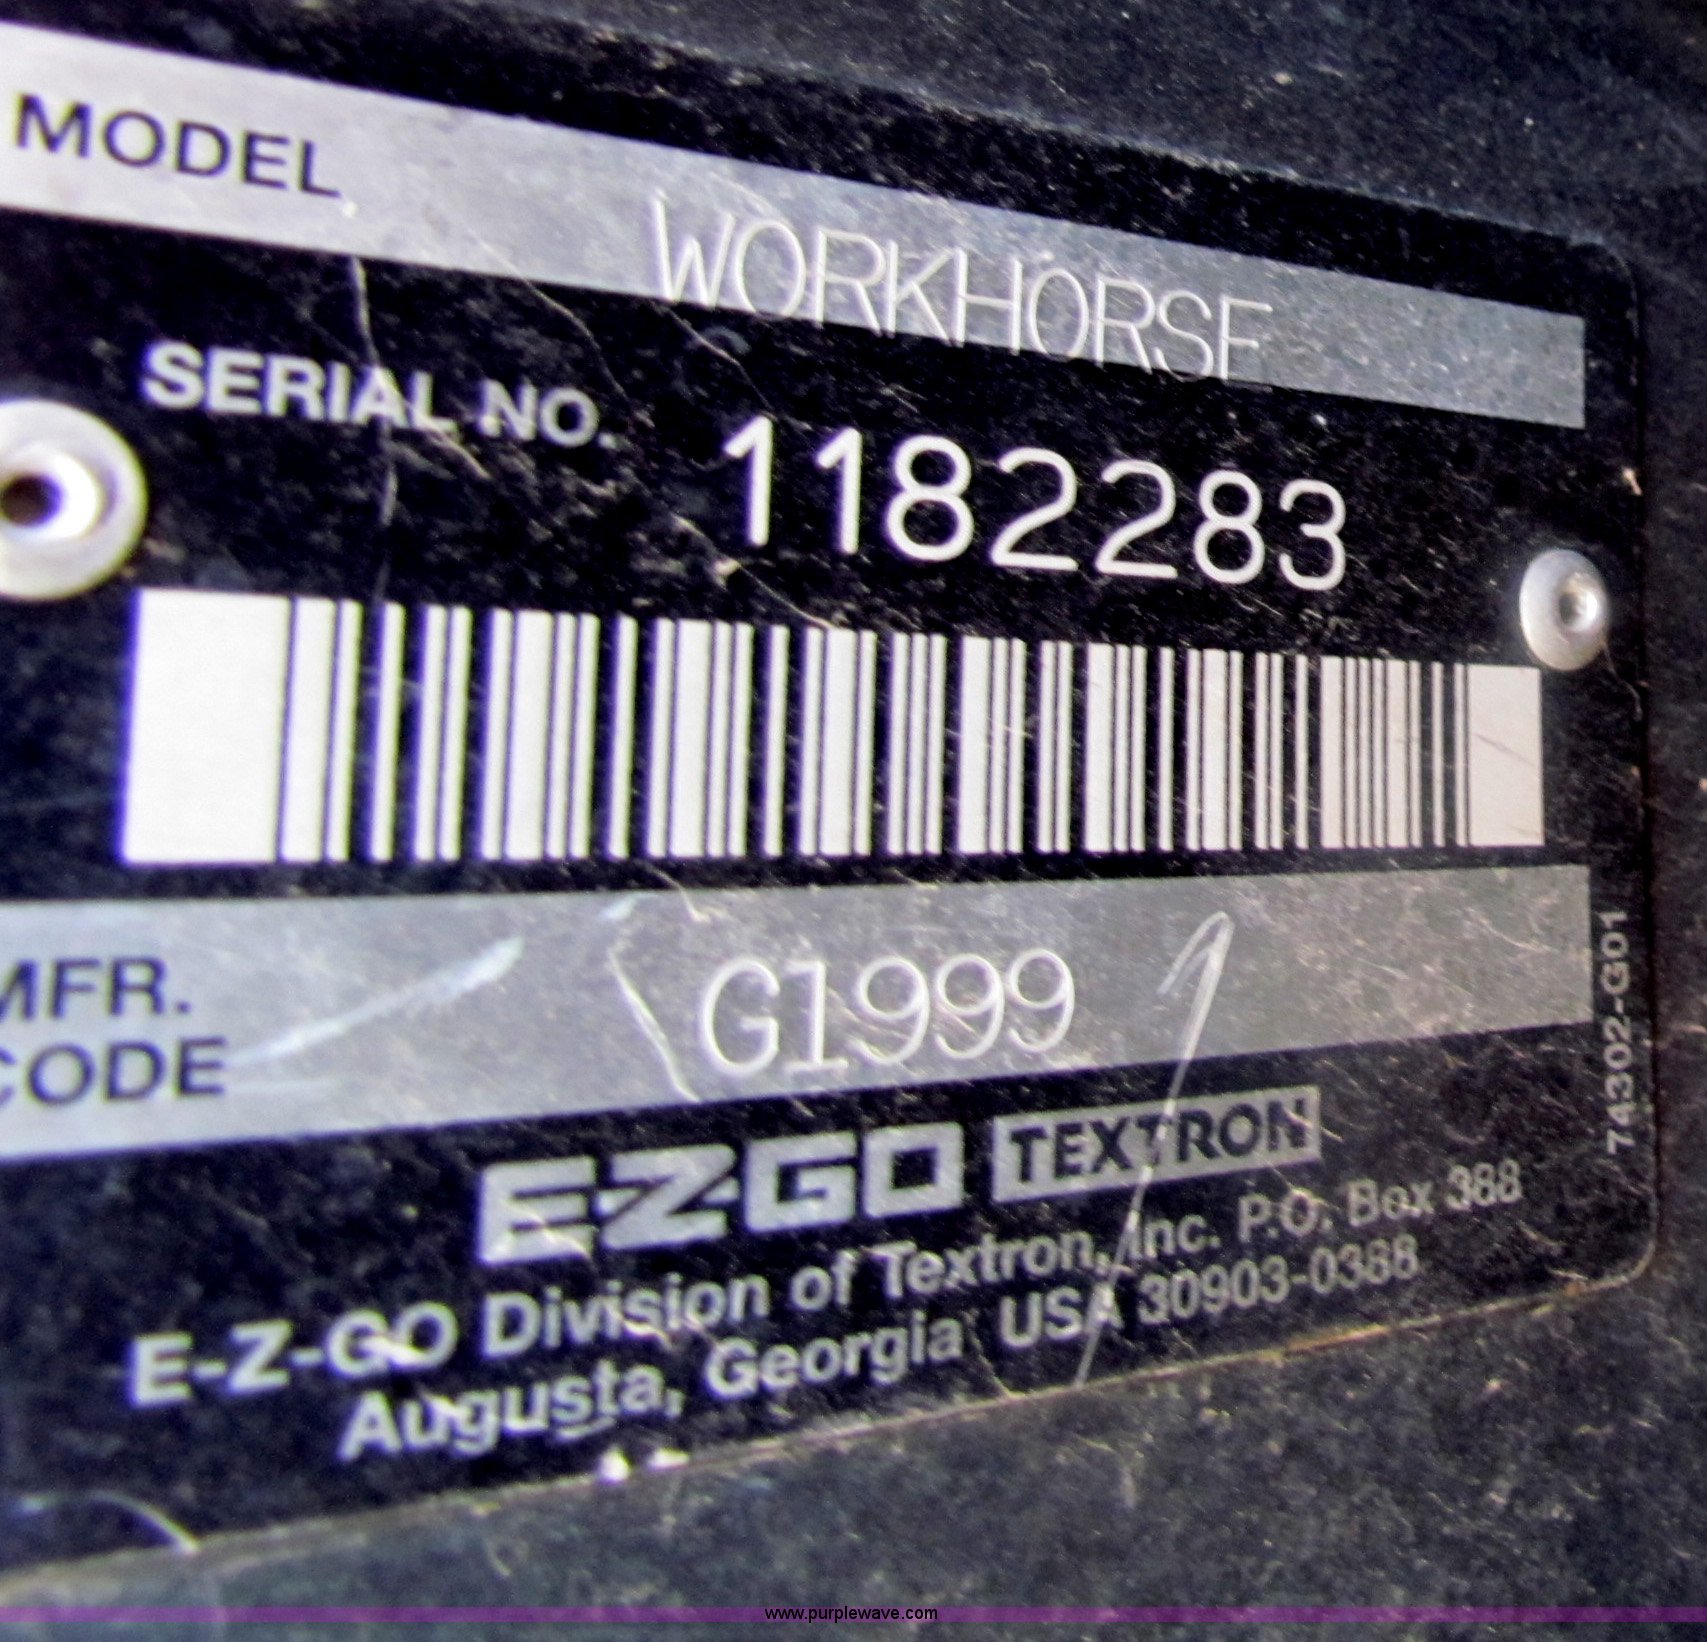 MODEL WORKHORSE
SERIAL NO. 1182283
MFR. CODE G1999
E-Z-GO TEXTRON
E-Z-GO Division of Textron, Inc. P.O. Box 388
Augusta, Georgia USA 30903-0388
74302-G01
www.purplewave.com